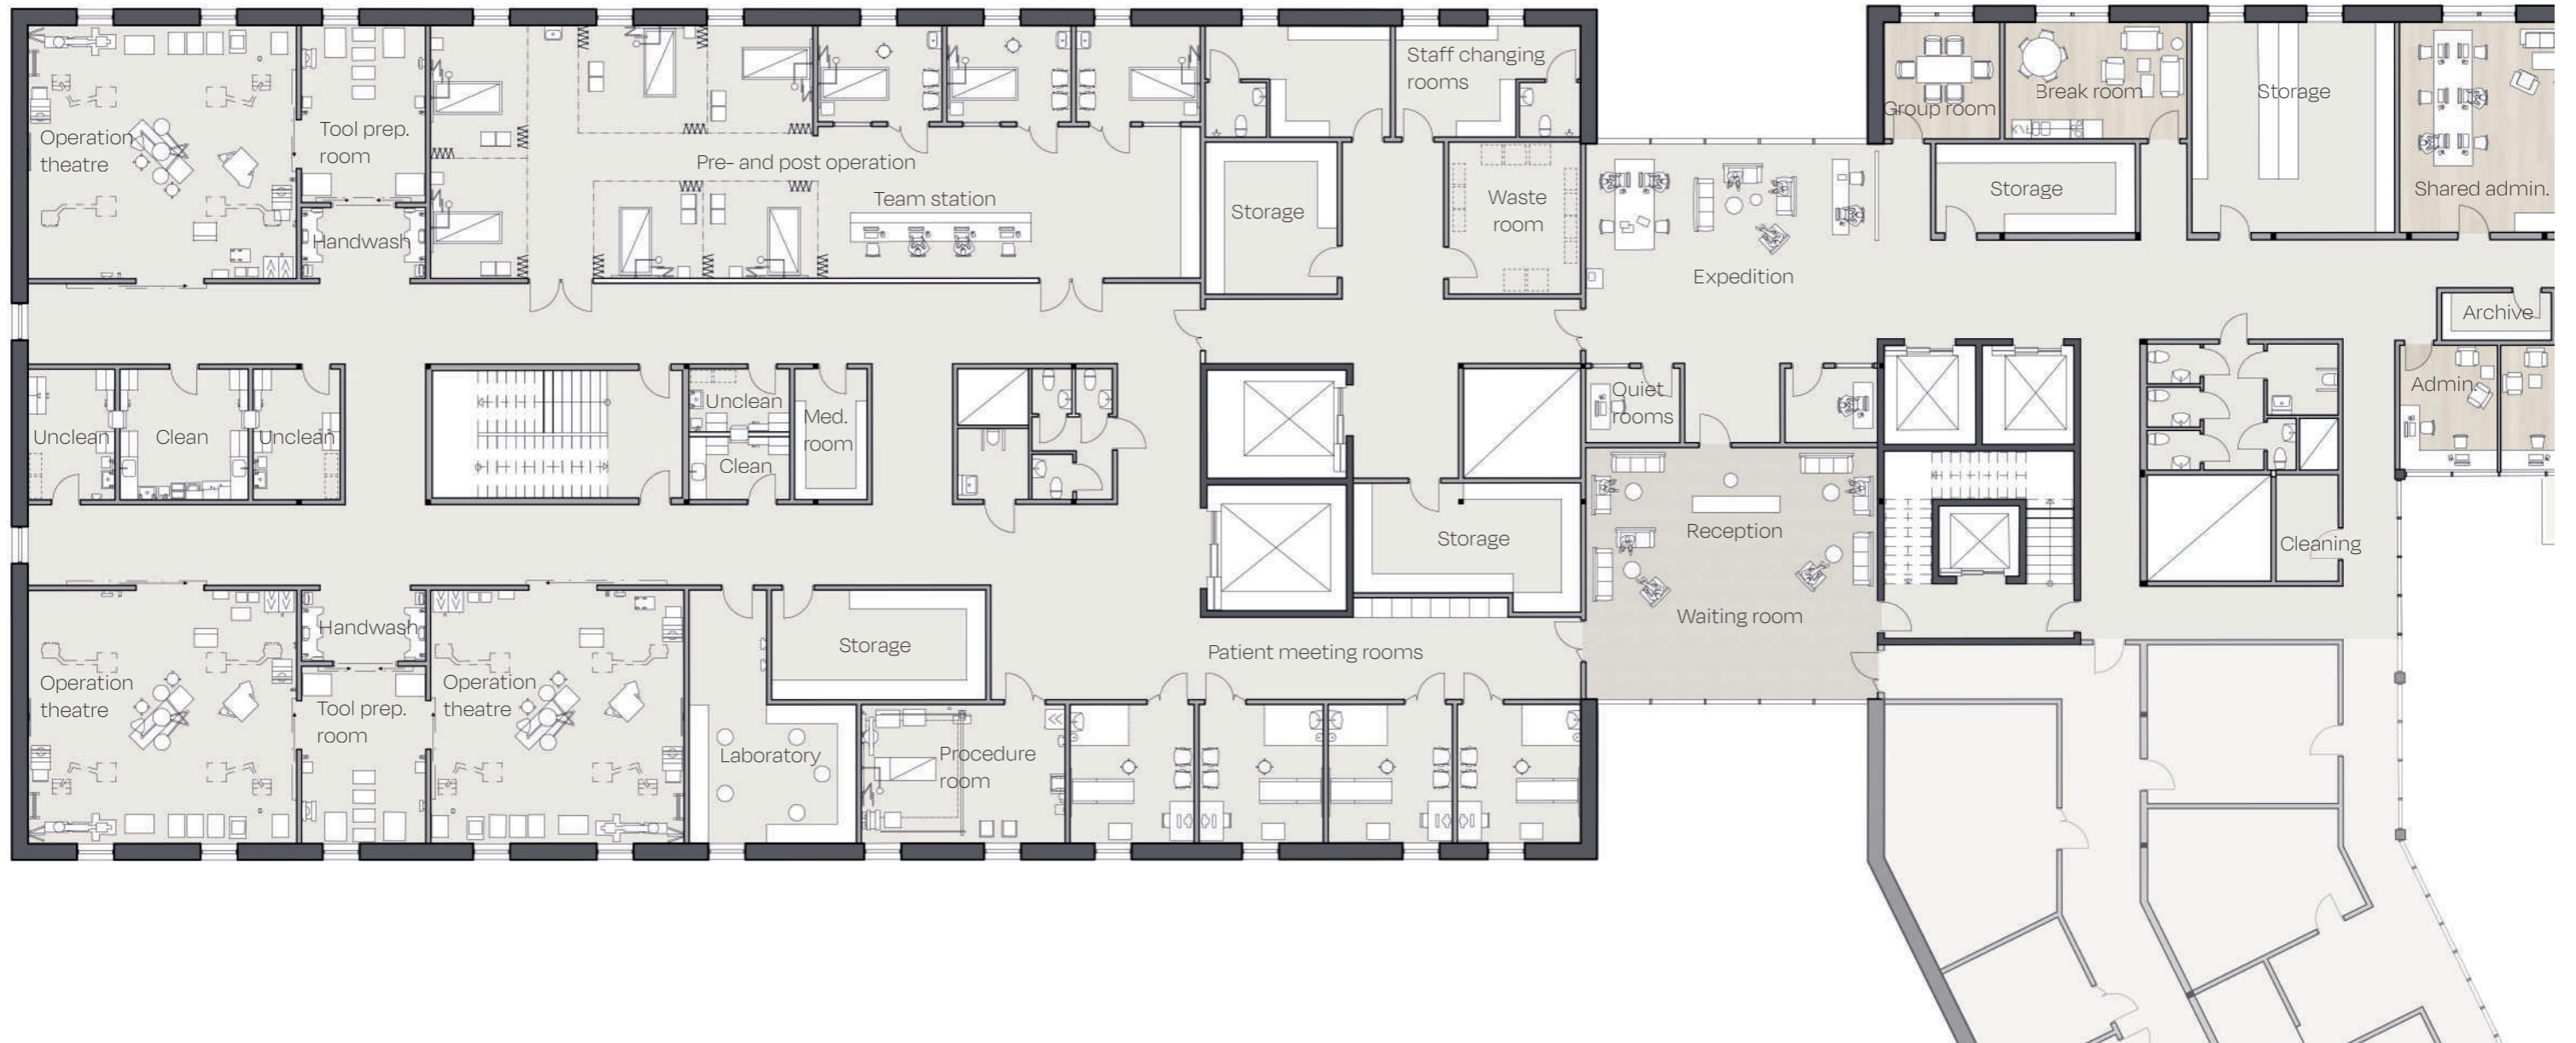 Staff changing
rooms
Group room
Break room
Storage
Shared admin.
Operation
theatre
Tool prep.
room
Pre- and post operation
Team station
Handwash
Storage
Waste
room
Storage
Expedition
Archive
Unclean
Clean
Unclean
Unclean
Clean
Med.
room
Quiet
rooms
Admin.
Storage
Reception
Cleaning
Waiting room
Handwash
Storage
Patient meeting rooms
Operation
theatre
Tool prep.
room
Operation
theatre
Laboratory
Procedure
room